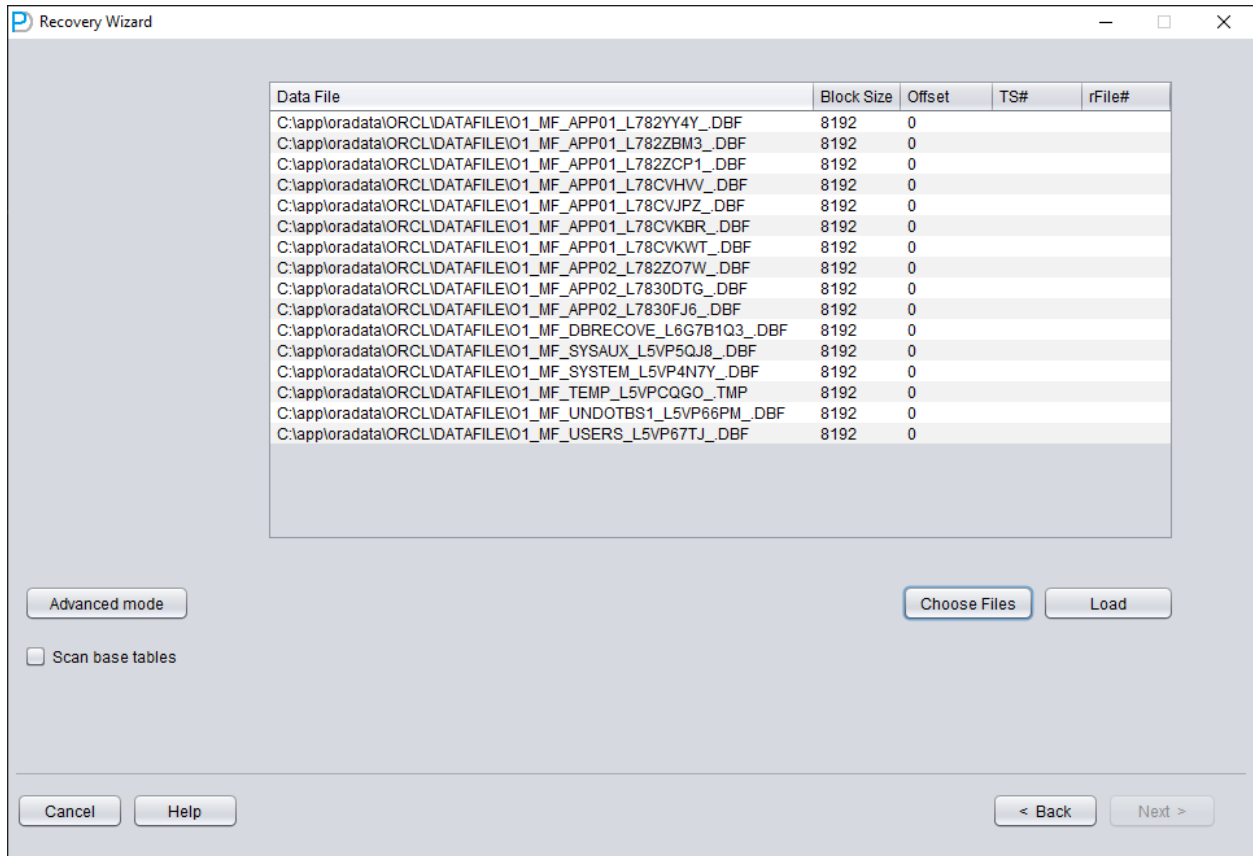 Recovery Wizard
Data File Block Size Offset TS# rFile#
C:\app\oradata\ORCL\DATAFILE\O1_MF_APP01_L782YY4Y_.DBF 8192 0
C:\app\oradata\ORCL\DATAFILE\O1_MF_APP01_L782ZBM3_.DBF 8192 0
C:\app\oradata\ORCL\DATAFILE\O1_MF_APP01_L782ZCP1_.DBF 8192 0
C:\app\oradata\ORCL\DATAFILE\O1_MF_APP01_L78CVHVV_.DBF 8192 0
C:\app\oradata\ORCL\DATAFILE\O1_MF_APP01_L78CVJPZ_.DBF 8192 0
C:\app\oradata\ORCL\DATAFILE\O1_MF_APP01_L78CVKBR_.DBF 8192 0
C:\app\oradata\ORCL\DATAFILE\O1_MF_APP01_L78CVKWT_.DBF 8192 0
C:\app\oradata\ORCL\DATAFILE\O1_MF_APP02_L782ZO7W_.DBF 8192 0
C:\app\oradata\ORCL\DATAFILE\O1_MF_APP02_L7830DTG_.DBF 8192 0
C:\app\oradata\ORCL\DATAFILE\O1_MF_APP02_L7830FJ6_.DBF 8192 0
C:\app\oradata\ORCL\DATAFILE\O1_MF_DBRECOVE_L6G7B1Q3_.DBF 8192 0
C:\app\oradata\ORCL\DATAFILE\O1_MF_SYSAUX_L5VP5QJ8_.DBF 8192 0
C:\app\oradata\ORCL\DATAFILE\O1_MF_SYSTEM_L5VP4N7Y_.DBF 8192 0
C:\app\oradata\ORCL\DATAFILE\O1_MF_TEMP_L5VPCQGO_.TMP 8192 0
C:\app\oradata\ORCL\DATAFILE\O1_MF_UNDOTBS1_L5VP66PM_.DBF 8192 0
C:\app\oradata\ORCL\DATAFILE\O1_MF_USERS_L5VP67TJ_.DBF 8192 0
Advanced mode Choose Files Load
Scan base tables
Cancel Help < Back Next >